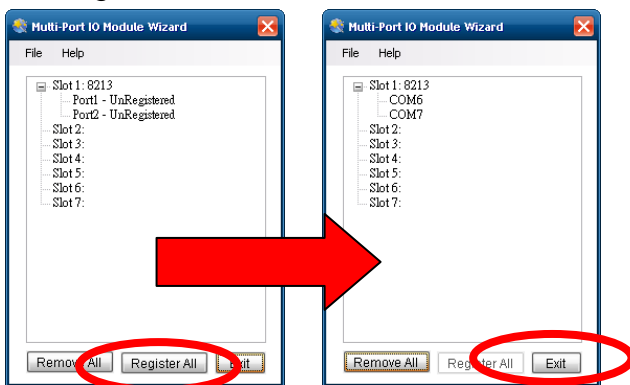 Multi-Port IO Module Wizard
File Help
Slot 1: 8213
Port1 - UnRegistered
Port2 - UnRegistered
Slot 2:
Slot 3:
Slot 4:
Slot 5:
Slot 6:
Slot 7:
Remove All Register All Exit
Multi-Port IO Module Wizard
File Help
Slot 1: 8213
COM6
COM7
Slot 2:
Slot 3:
Slot 4:
Slot 5:
Slot 6:
Slot 7:
Remove All Register All Exit